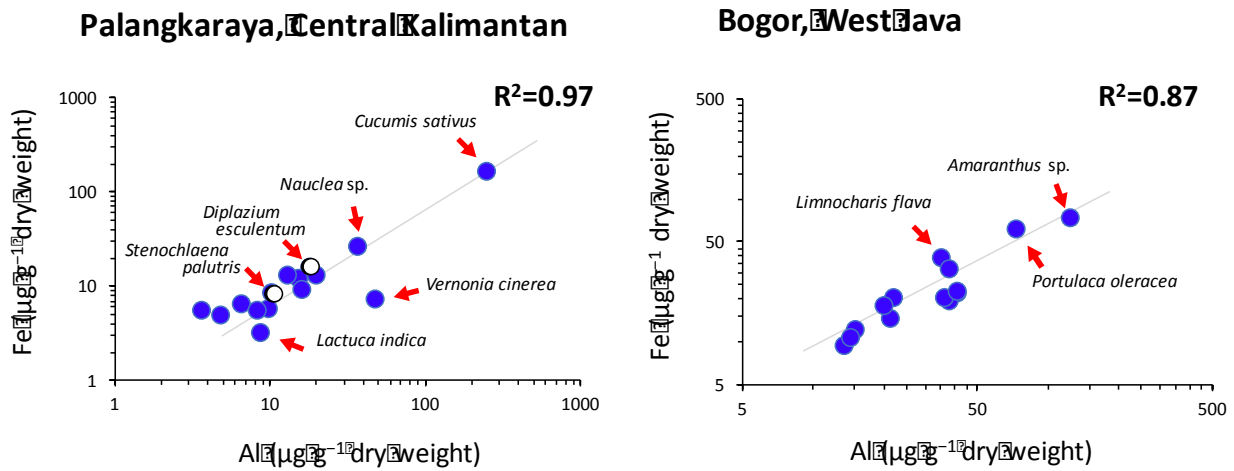 Palangkaraya, Central Kalimantan
R²=0.97
Fe (µg g⁻¹ dry weight)
1000
100
10
1
Cucumis sativus
Nauclea sp.
Diplazium
esculentum
Stenochlaena
palutris
Vernonia cinerea
Lactuca indica
1 10 100 1000
Al (µg g⁻¹ dry weight)
Bogor, West Java
R²=0.87
Fe (µg g⁻¹ dry weight)
500
50
5
Amaranthus sp.
Limnocharis flava
Portulaca oleracea
5 50 500
Al (µg g⁻¹ dry weight)